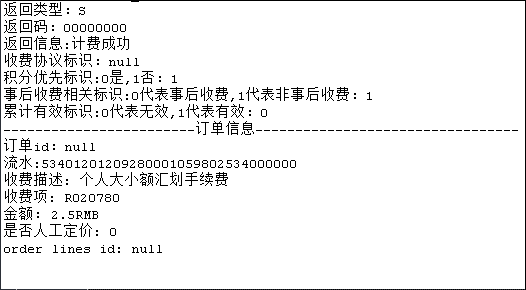 返回类型: S
返回码: 00000000
返回信息:计费成功
收费协议标识: null
积分优先标识:0是,1否: 1
事后收费相关标识:0代表事后收费,1代表非事后收费: 1
累计有效标识:0代表无效,1代表有效: 0
------------------------订单信息---------------------------------
订单id: null
流水:53401201209280001059802534000000
收费描述: 个人大小额汇划手续费
收费项: R020780
金额: 2.5RMB
是否人工定价: 0
order lines id: null